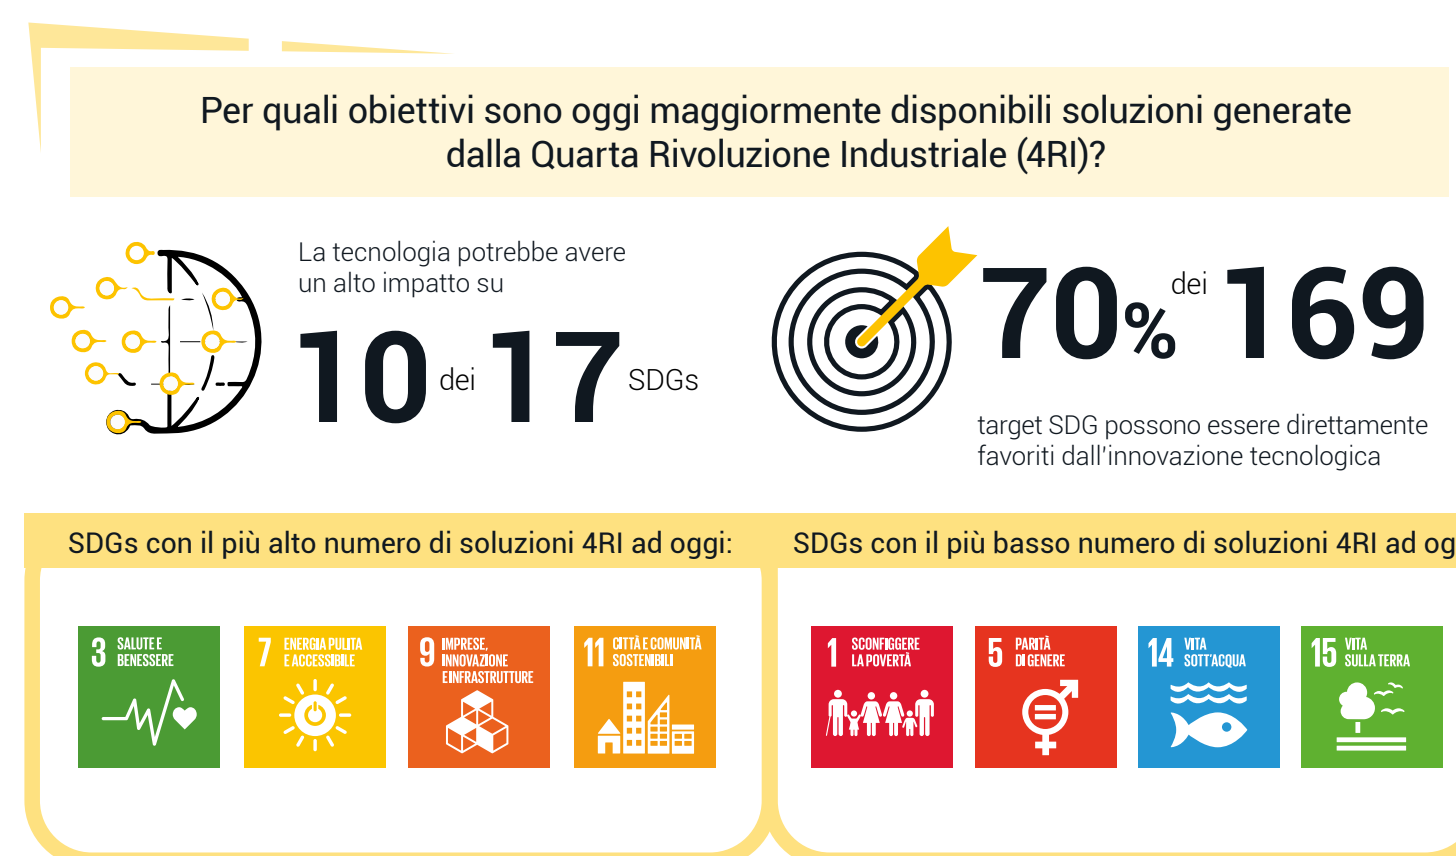 Per quali obiettivi sono oggi maggiormente disponibili soluzioni generate
dalla Quarta Rivoluzione Industriale (4RI)?
La tecnologia potrebbe avere
un alto impatto su
10 dei 17 SDGs
70% dei 169
target SDG possono essere direttamente
favoriti dall'innovazione tecnologica
SDGs con il più alto numero di soluzioni 4RI ad oggi:
3 SALUTE E
BENESSERE
7 ENERGIA PULITA
E ACCESSIBILE
9 IMPRESE,
INNOVAZIONE
E INFRASTRUTTURE
11 CITTÀ E COMUNITÀ
SOSTENIBILI
SDGs con il più basso numero di soluzioni 4RI ad og
1 SCONFIGGERE
LA POVERTÀ
5 PARITÀ
DI GENERE
14 VITA
SOTT'ACQUA
15 VITA
SULLA TERRA